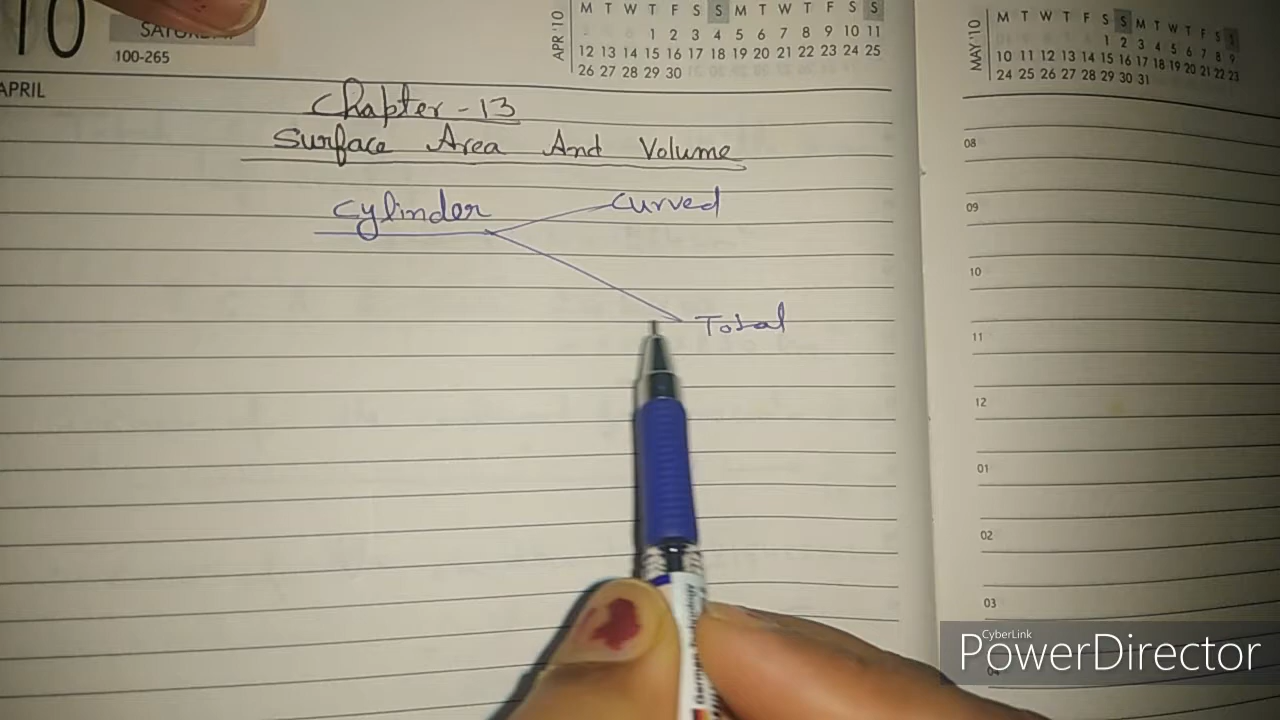 10
SATURDAY
100-265
APRIL
APR '10
M T W T F S S M T W T F S S
1 2 3 4 5 6 7 8 9 10 11
12 13 14 15 16 17 18 19 20 21 22 23 24 25
26 27 28 29 30
MAY '10
M T W T F S S M T W T F S S
1 2 3 4 5 6 7 8 9
10 11 12 13 14 15 16 17 18 19 20 21 22 23
24 25 26 27 28 29 30 31
Chapter - 13
Surface Area And Volume
Cylinder
Curved
Total
08
09
10
11
12
01
02
03
04
CyberLink
PowerDirector